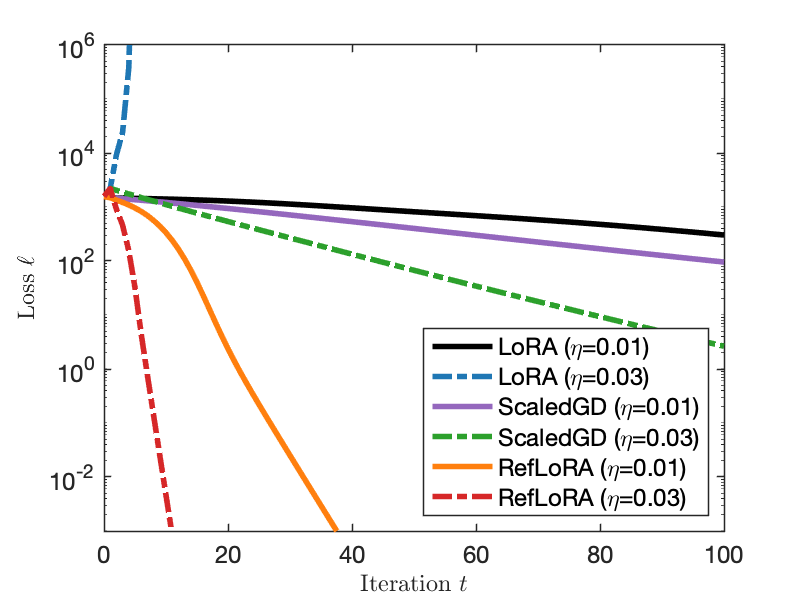 10^6
10^4
10^2
10^0
10^-2
Loss ℓ
0 20 40 60 80 100
Iteration t
LoRA (η=0.01)
LoRA (η=0.03)
ScaledGD (η=0.01)
ScaledGD (η=0.03)
RefLoRA (η=0.01)
RefLoRA (η=0.03)